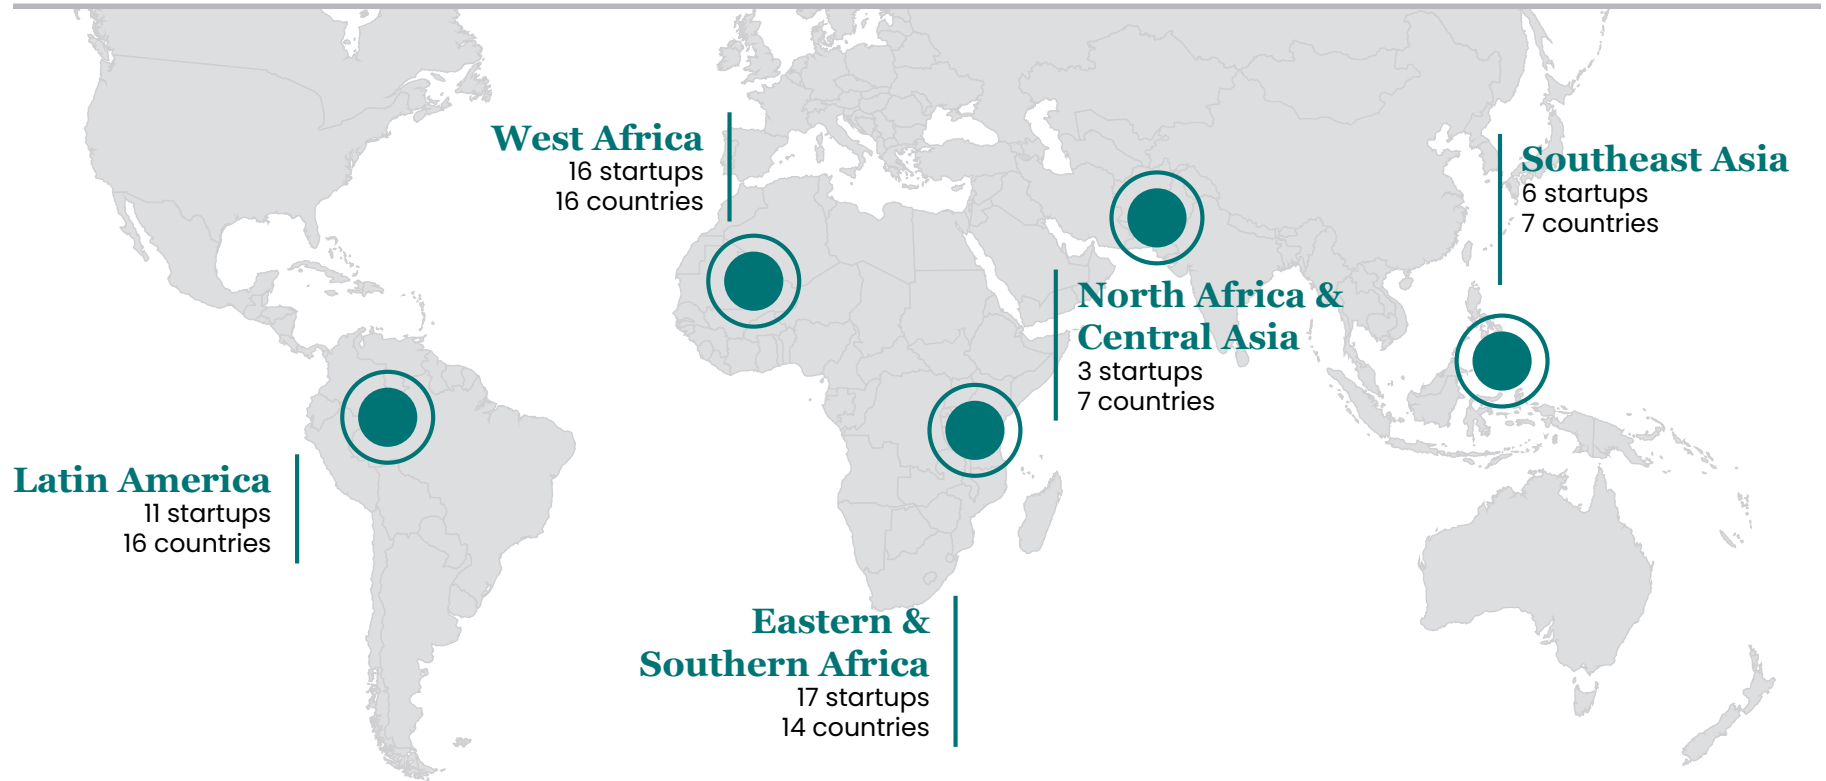 West Africa
16 startups
16 countries
Southeast Asia
6 startups
7 countries
North Africa &
Central Asia
3 startups
7 countries
Latin America
11 startups
16 countries
Eastern &
Southern Africa
17 startups
14 countries